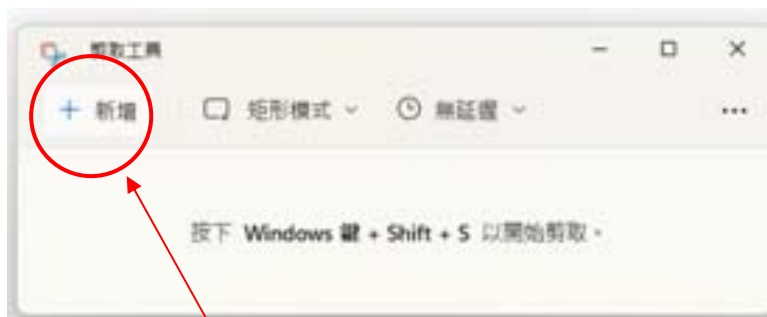 剪取工具
+ 新增 矩形模式 無延遲 ...
按下 Windows 鍵 + Shift + S 以開始剪取。